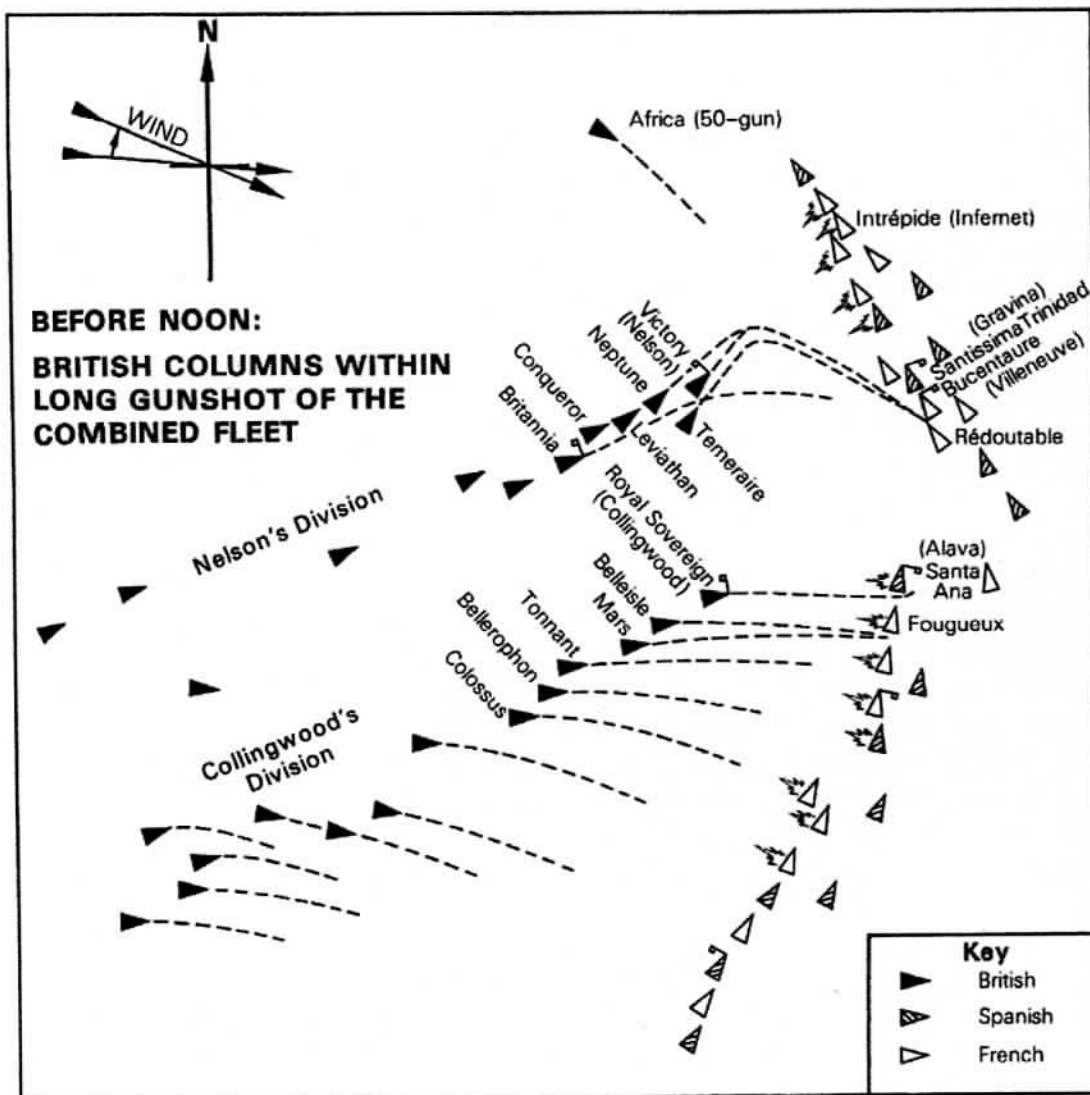 N
WIND
Africa (50-gun)
Intrépide (Infernet)
BEFORE NOON:
BRITISH COLUMNS WITHIN
LONG GUNSHOT OF THE
COMBINED FLEET
(Gravina)
Santissima Trinidad
Bucentaure
(Villeneuve)
Rédoutable
Victory
(Nelson)
Neptune
Conqueror
Britannia
Leviathan
Temeraire
Nelson's Division
Royal Sovereign
(Collingwood)
Belleisle
Mars
Tonnant
Bellerophon
Colossus
(Alava)
Santa
Ana
Fougueux
Collingwood's
Division
Key
British
Spanish
French